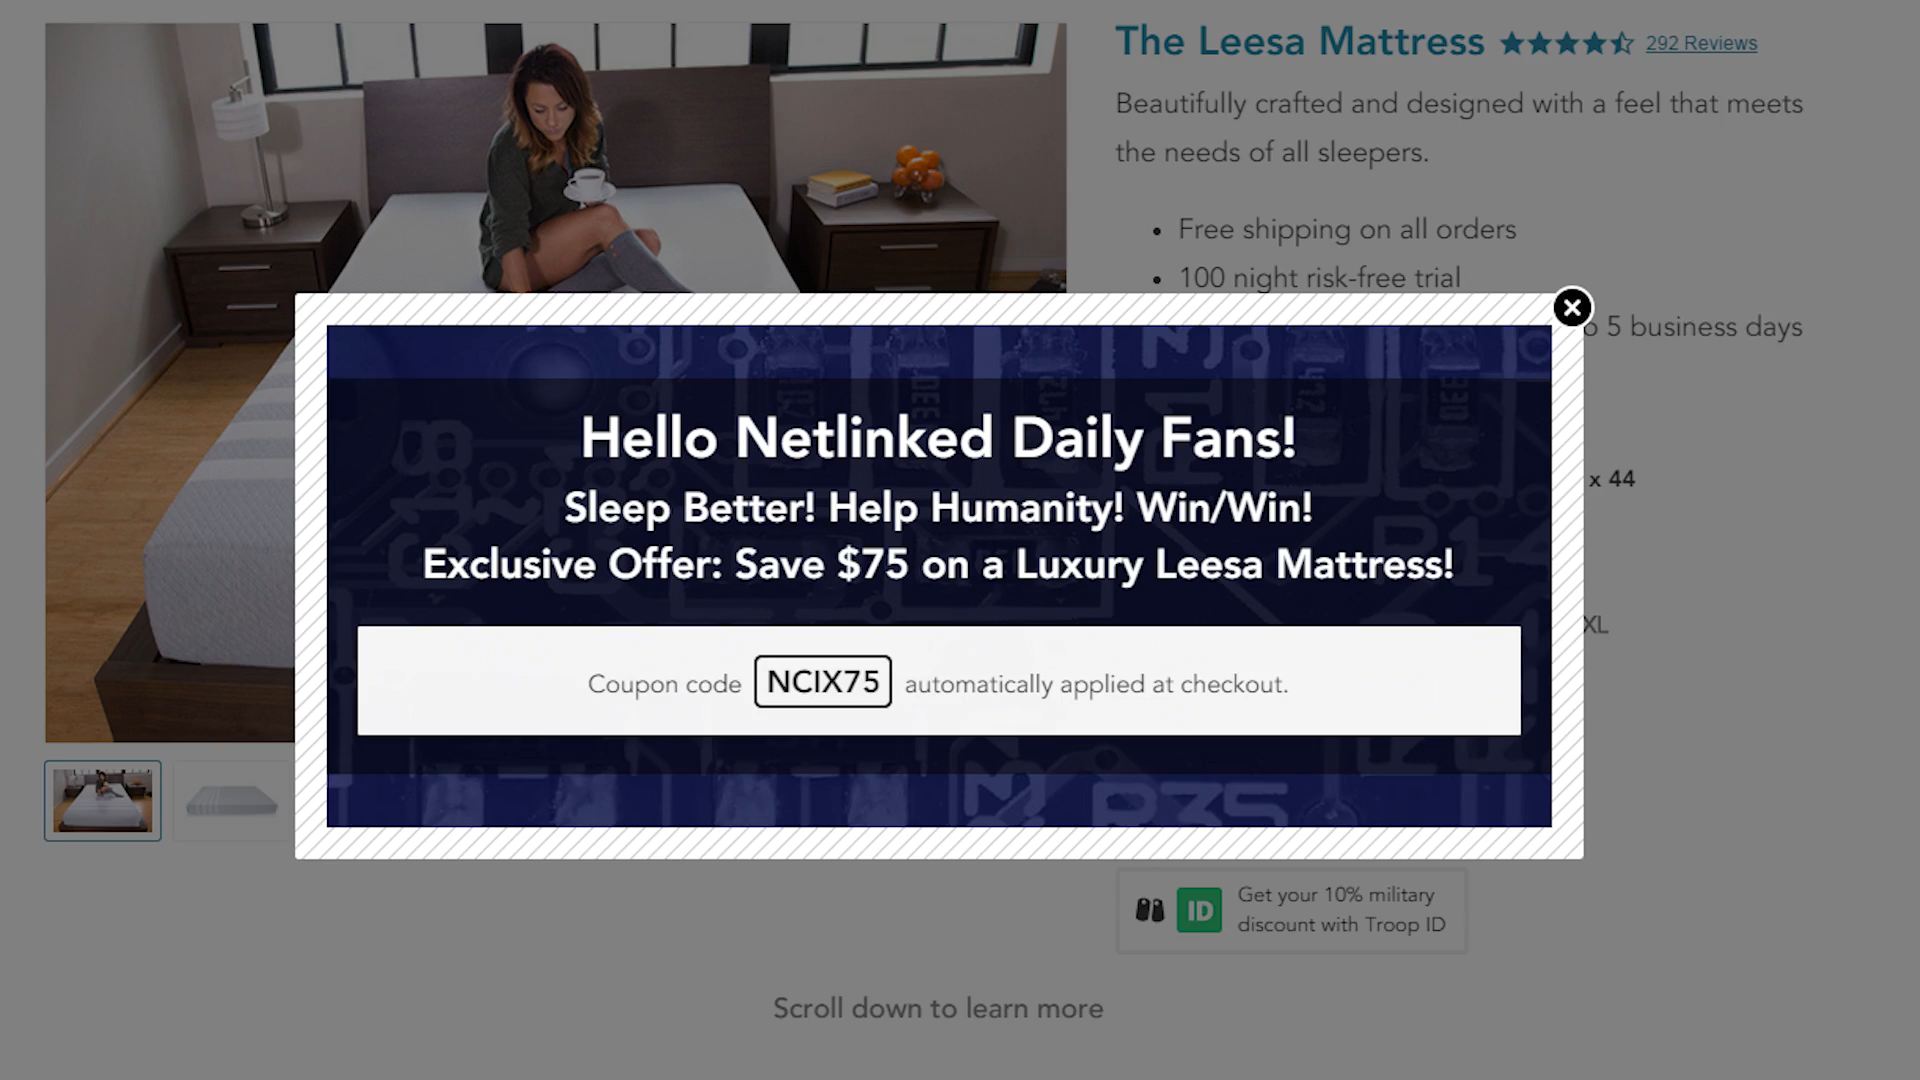 The Leesa Mattress 292 Reviews
Beautifully crafted and designed with a feel that meets
the needs of all sleepers.
• Free shipping on all orders
• 100 night risk-free trial
5 business days
Hello Netlinked Daily Fans!
x 44
Sleep Better! Help Humanity! Win/Win!
Exclusive Offer: Save $75 on a Luxury Leesa Mattress!
XL
Coupon code NCIX75 automatically applied at checkout.
R35
ID
Get your 10% military
discount with Troop ID
Scroll down to learn more